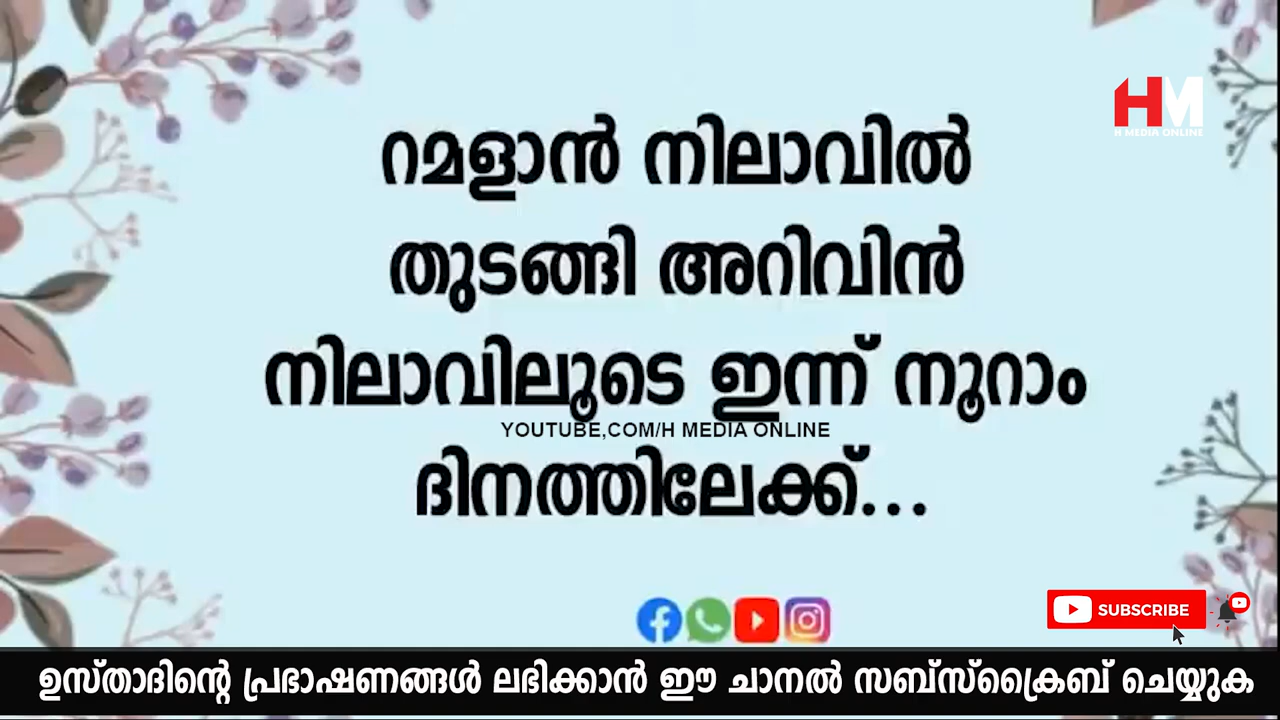 HM
H MEDIA ONLINE
റമളാൻ നിലാവിൽ
തുടങ്ങി അറിവിൻ
നിലാവിലൂടെ ഇന്ന് നൂറാം
YOUTUBE,COM/H MEDIA ONLINE
ദിനത്തിലേക്ക്...
SUBSCRIBE
ഉസ്താദിന്റെ പ്രഭാഷണങ്ങൾ ലഭിക്കാൻ ഈ ചാനൽ സബ്സ്ക്രൈബ് ചെയ്യുക